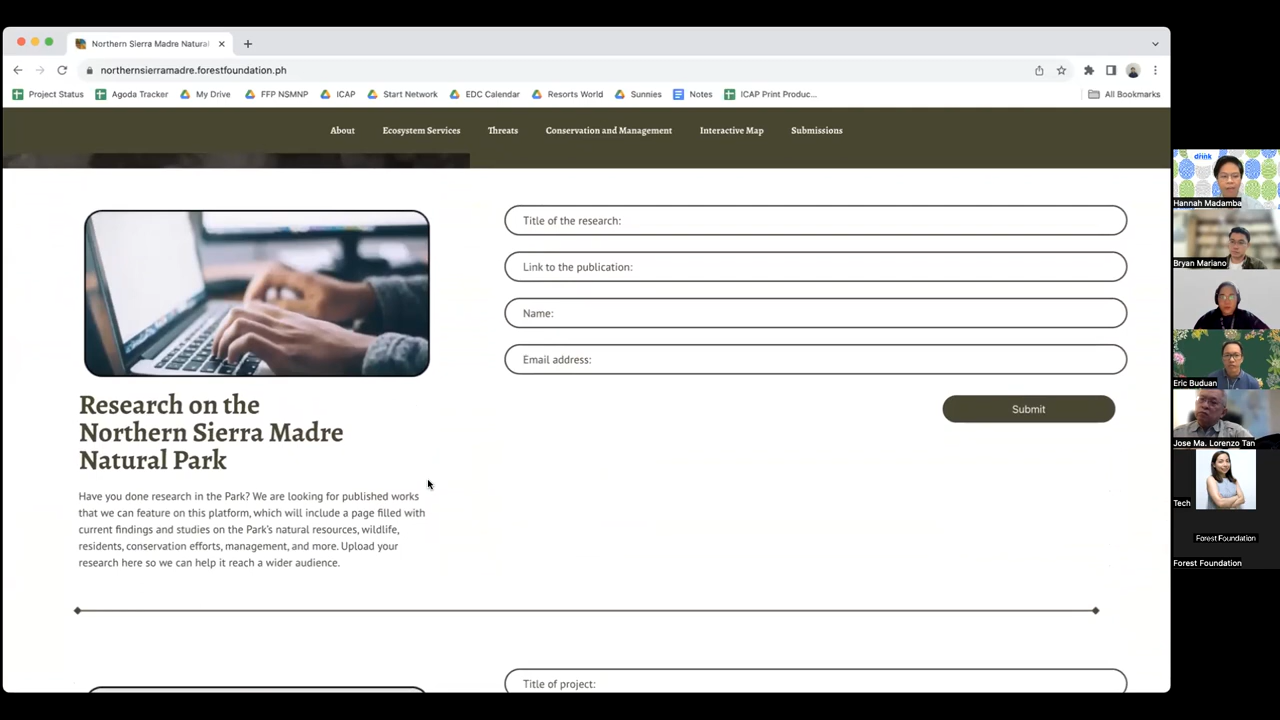 Northern Sierra Madre Natural
northernsierramadre.forestfoundation.ph
Project Status
Agoda Tracker
My Drive
FFP NSMNP
ICAP
Start Network
EDC Calendar
Resorts World
Sunnies
Notes
ICAP Print Produc...
All Bookmarks
About
Ecosystem Services
Threats
Conservation and Management
Interactive Map
Submissions
Research on the
Northern Sierra Madre
Natural Park
Have you done research in the Park? We are looking for published works
that we can feature on this platform, which will include a page filled with
current findings and studies on the Park's natural resources, wildlife,
residents, conservation efforts, management, and more. Upload your
research here so we can help it reach a wider audience.
Title of the research:
Link to the publication:
Name:
Email address:
Submit
Title of project:
drink
Hannah Madamba
Bryan Mariano
Eric Buduan
Jose Ma. Lorenzo Tan
Tech
Forest Foundation
Forest Foundation